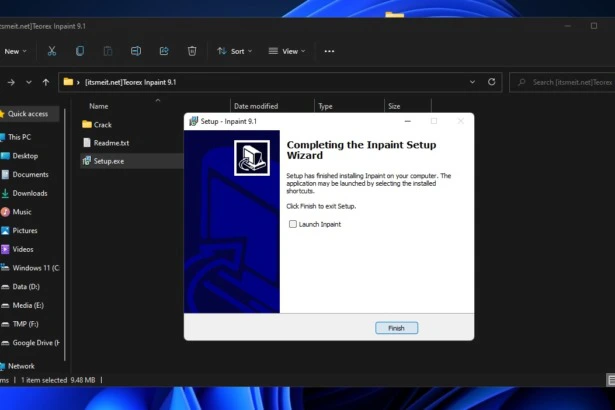 [itsmeit.net]Teorex Inpaint 9.1
New
Sort
View
[itsmeit.net]Teorex Inpaint 9.1
Search [itsmeit.net]Teores
Quick access
This PC
Desktop
Documents
Downloads
Music
Pictures
Videos
Windows 11 (C:
Data (D:)
Media (E:)
TMP (F:)
Google Drive (H
Network
Name
Date modified
Type
Size
Crack
Readme.txt
Setup.exe
Setup - Inpaint 9.1
Completing the Inpaint Setup
Wizard
Setup has finished installing Inpaint on your computer. The
application may be launched by selecting the installed
shortcuts.
Click Finish to exit Setup.
Launch Inpaint
Finish
ms 1 item selected 9.48 MB